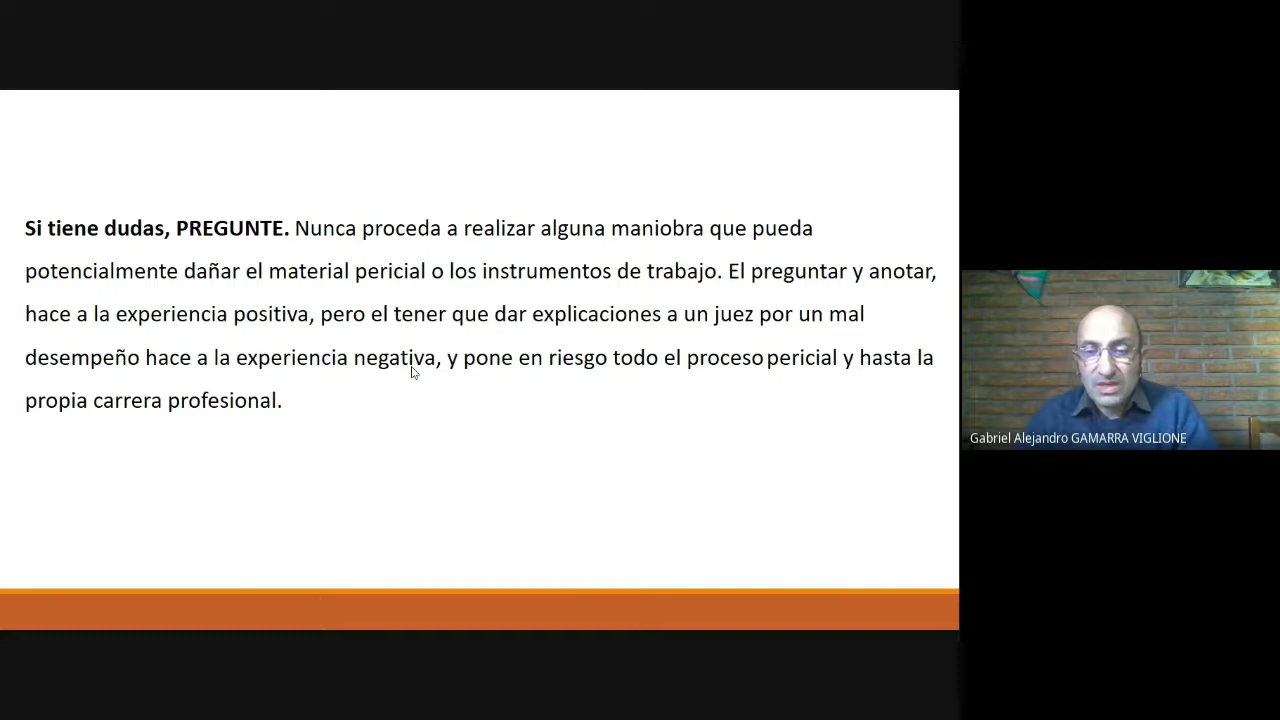 Si tiene dudas, PREGUNTE. Nunca proceda a realizar alguna maniobra que pueda
potencialmente dañar el material pericial o los instrumentos de trabajo. El preguntar y anotar,
hace a la experiencia positiva, pero el tener que dar explicaciones a un juez por un mal
desempeño hace a la experiencia negativa, y pone en riesgo todo el proceso pericial y hasta la
propia carrera profesional.
Gabriel Alejandro GAMARRA VIGLIONE